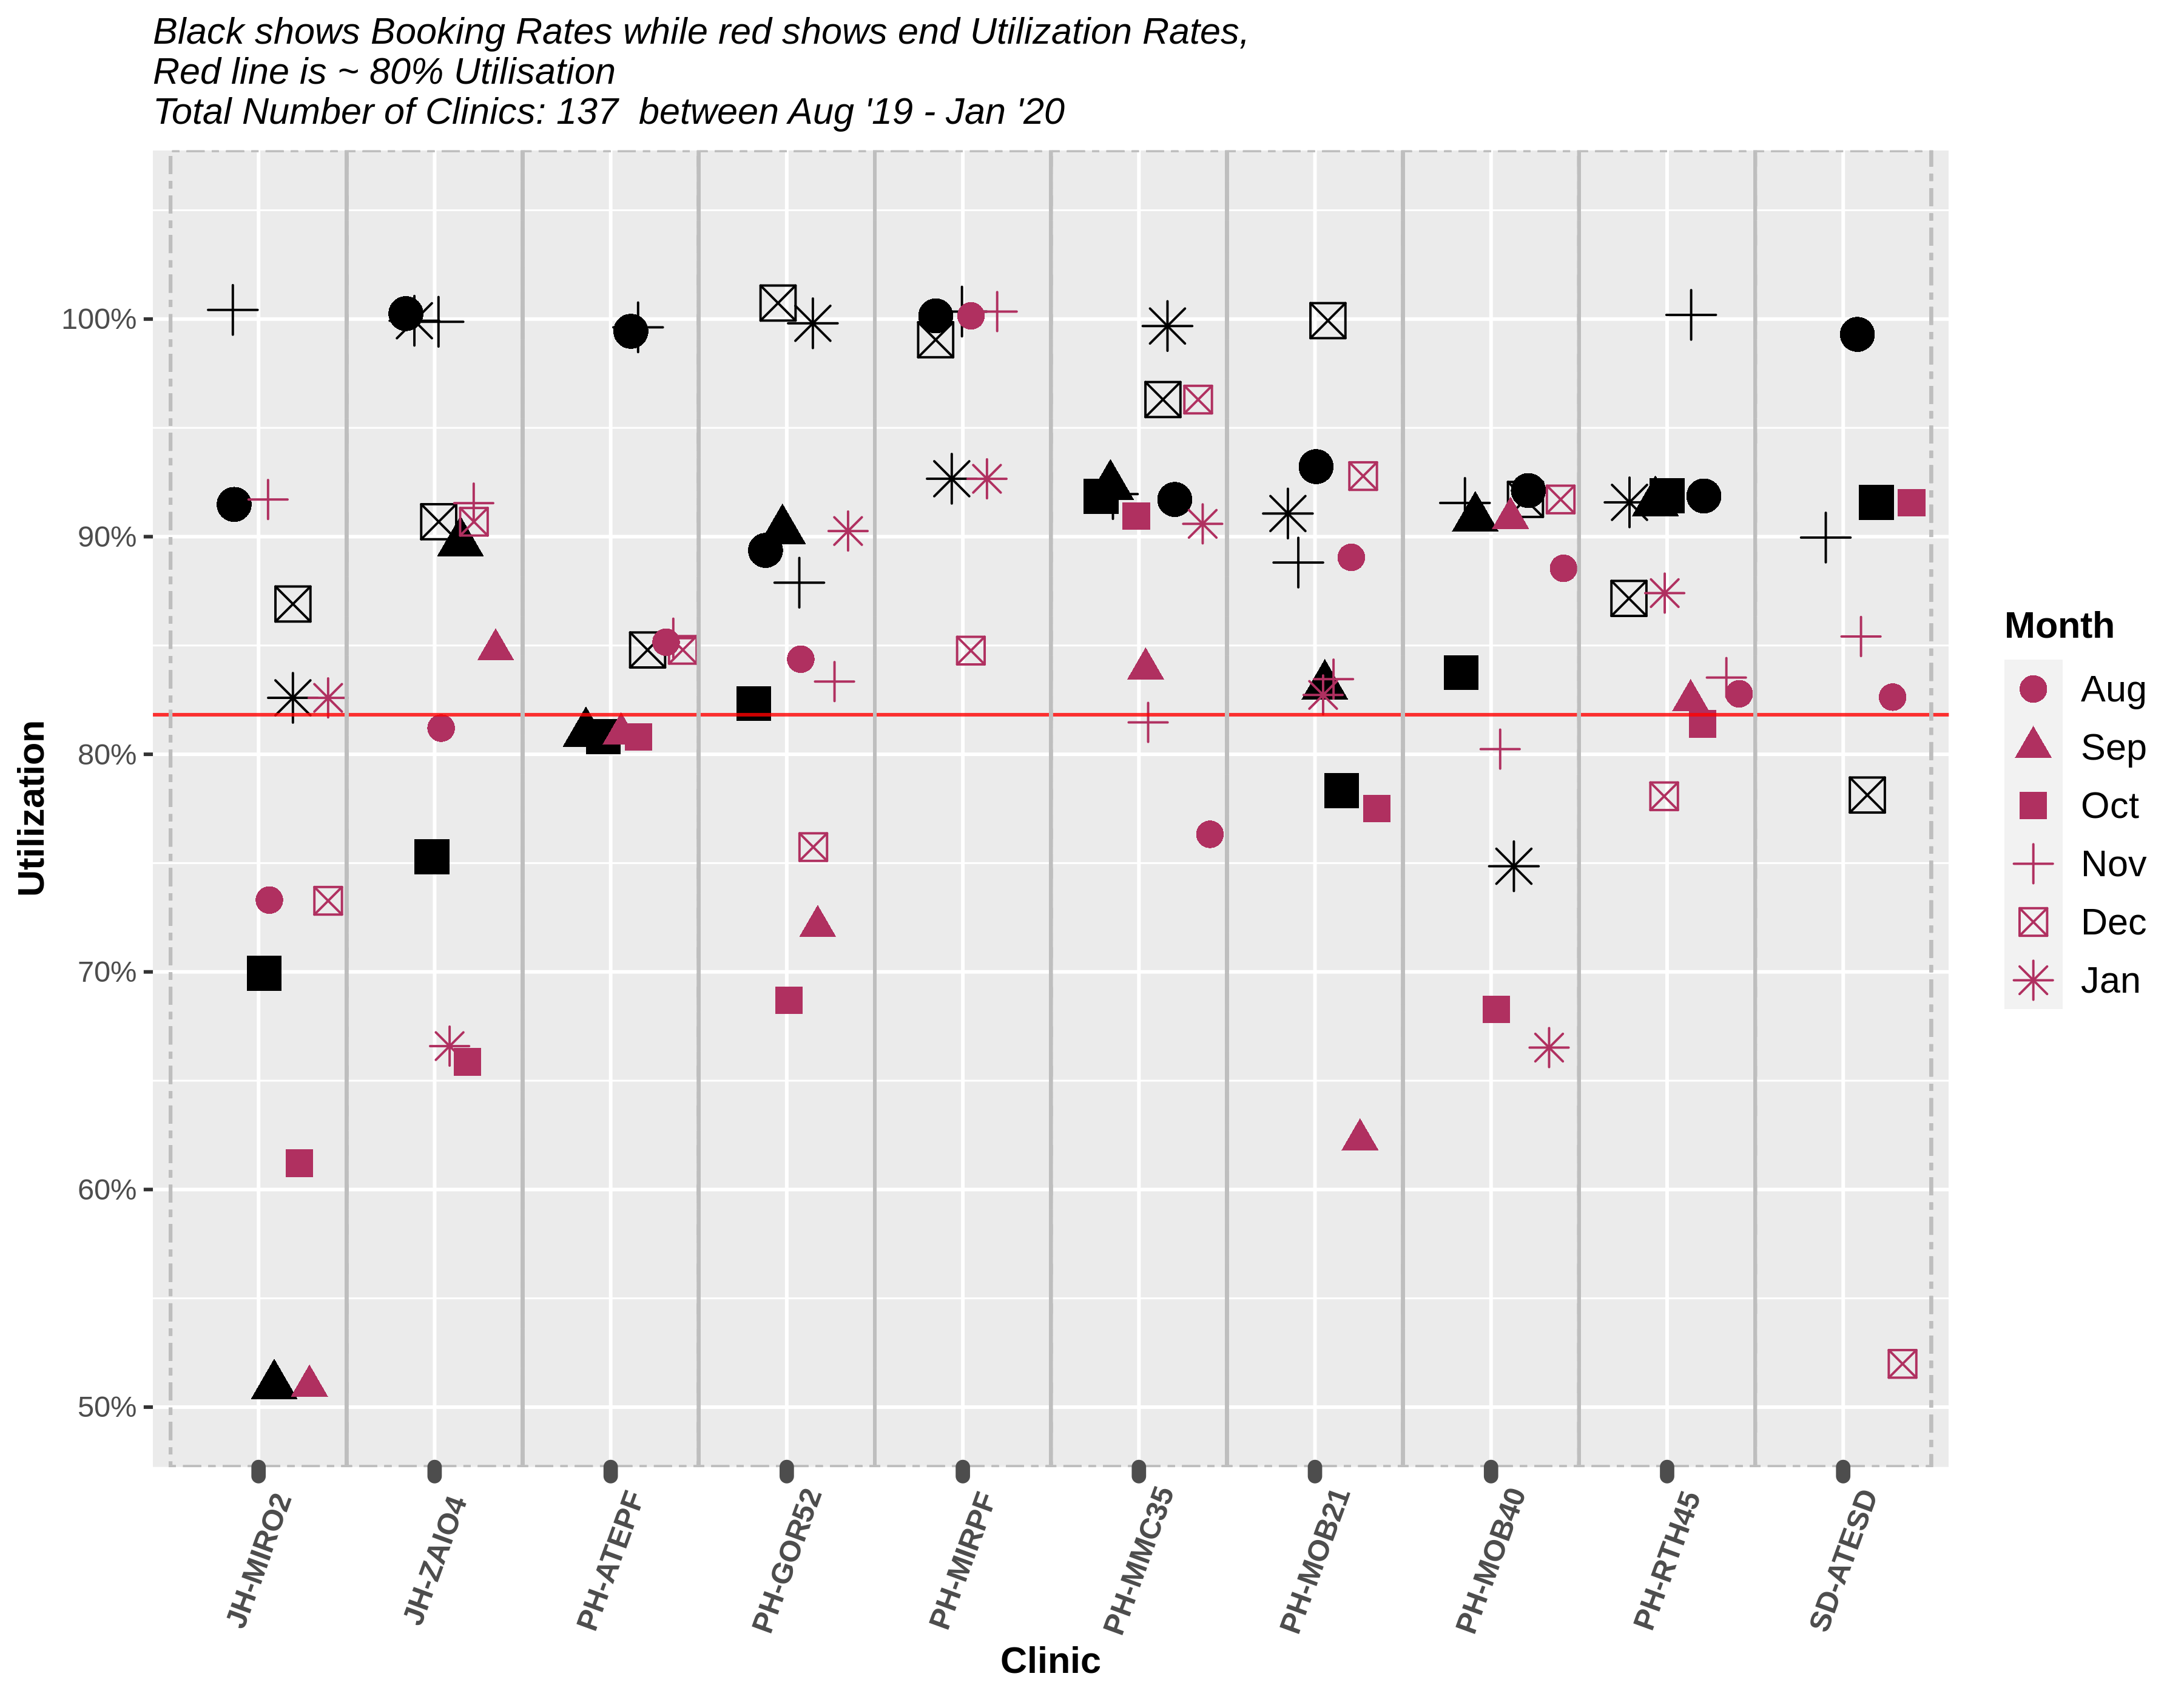 Black shows Booking Rates while red shows end Utilization Rates,
Red line is ~ 80% Utilisation
Total Number of Clinics: 137  between Aug '19 - Jan '20
100%
90%
80%
70%
60%
50%
Utilization
JH-MIRO2
JH-ZAIO4
PH-ATEPF
PH-GOR52
PH-MIRPF
PH-MMC35
PH-MOB21
PH-MOB40
PH-RTH45
SD-ATESD
Clinic
Month
Aug
Sep
Oct
Nov
Dec
Jan